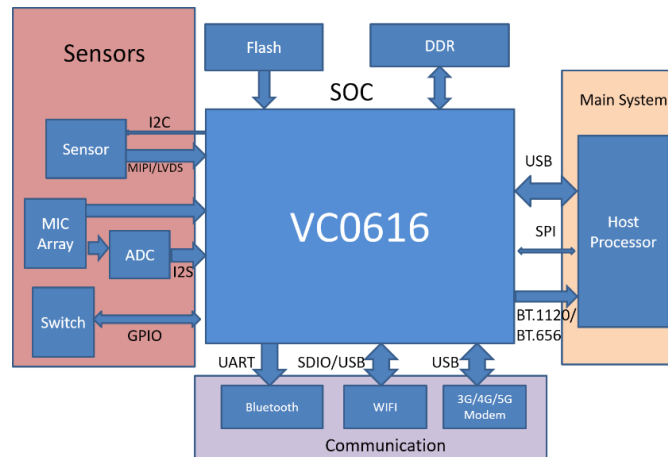 Sensors
Flash
DDR
SOC
Main System
I2C
Sensor
MIPI/LVDS
USB
MIC
Array
ADC
I2S
VC0616
Host
Processor
SPI
Switch
GPIO
BT.1120/
BT.656
UART
SDIO/USB
USB
Bluetooth
WIFI
3G/4G/5G
Modem
Communication